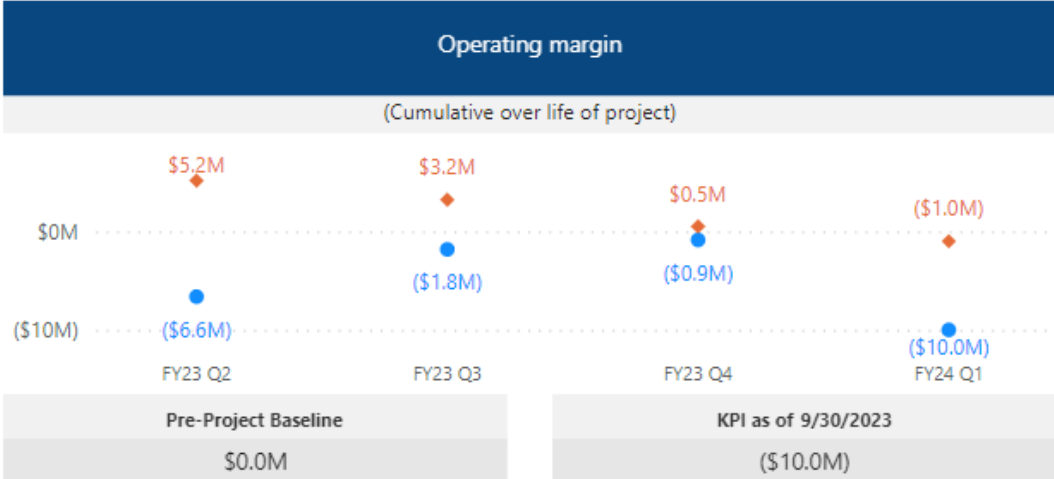 Operating margin
(Cumulative over life of project)
$5.2M
$3.2M
$0.5M
($1.0M)
$0M
($1.8M)
($0.9M)
($10M)
($6.6M)
($10.0M)
FY23 Q2
FY23 Q3
FY23 Q4
FY24 Q1
Pre-Project Baseline
KPI as of 9/30/2023
$0.0M
($10.0M)